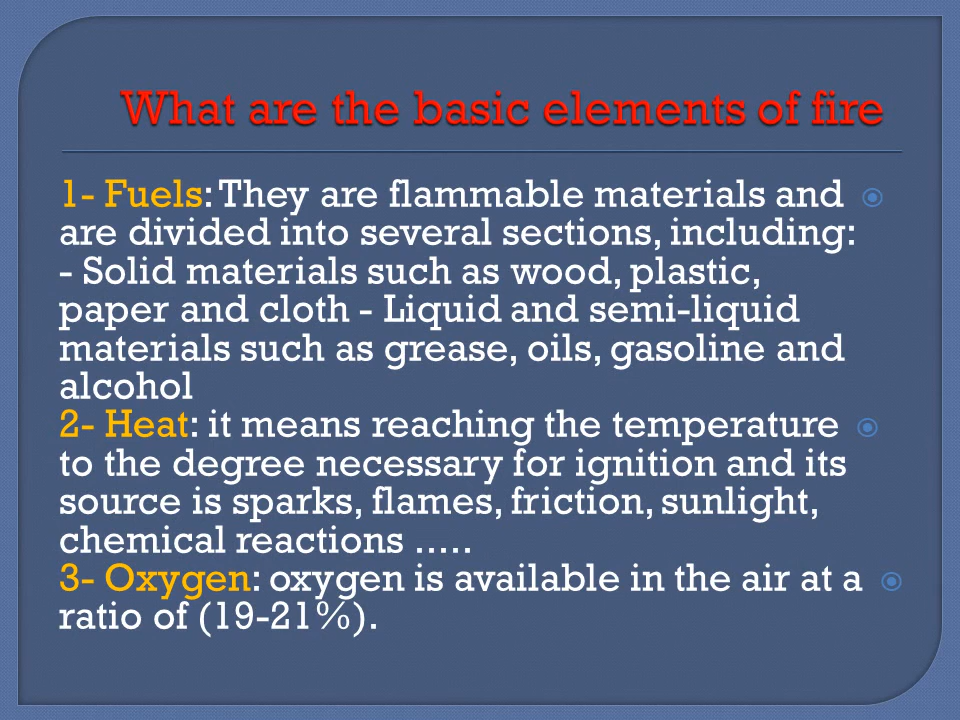 What are the basic elements of fire
1- Fuels: They are flammable materials and
are divided into several sections, including:
- Solid materials such as wood, plastic,
paper and cloth - Liquid and semi-liquid
materials such as grease, oils, gasoline and
alcohol
2- Heat: it means reaching the temperature
to the degree necessary for ignition and its
source is sparks, flames, friction, sunlight,
chemical reactions .....
3- Oxygen: oxygen is available in the air at a
ratio of (19-21%).